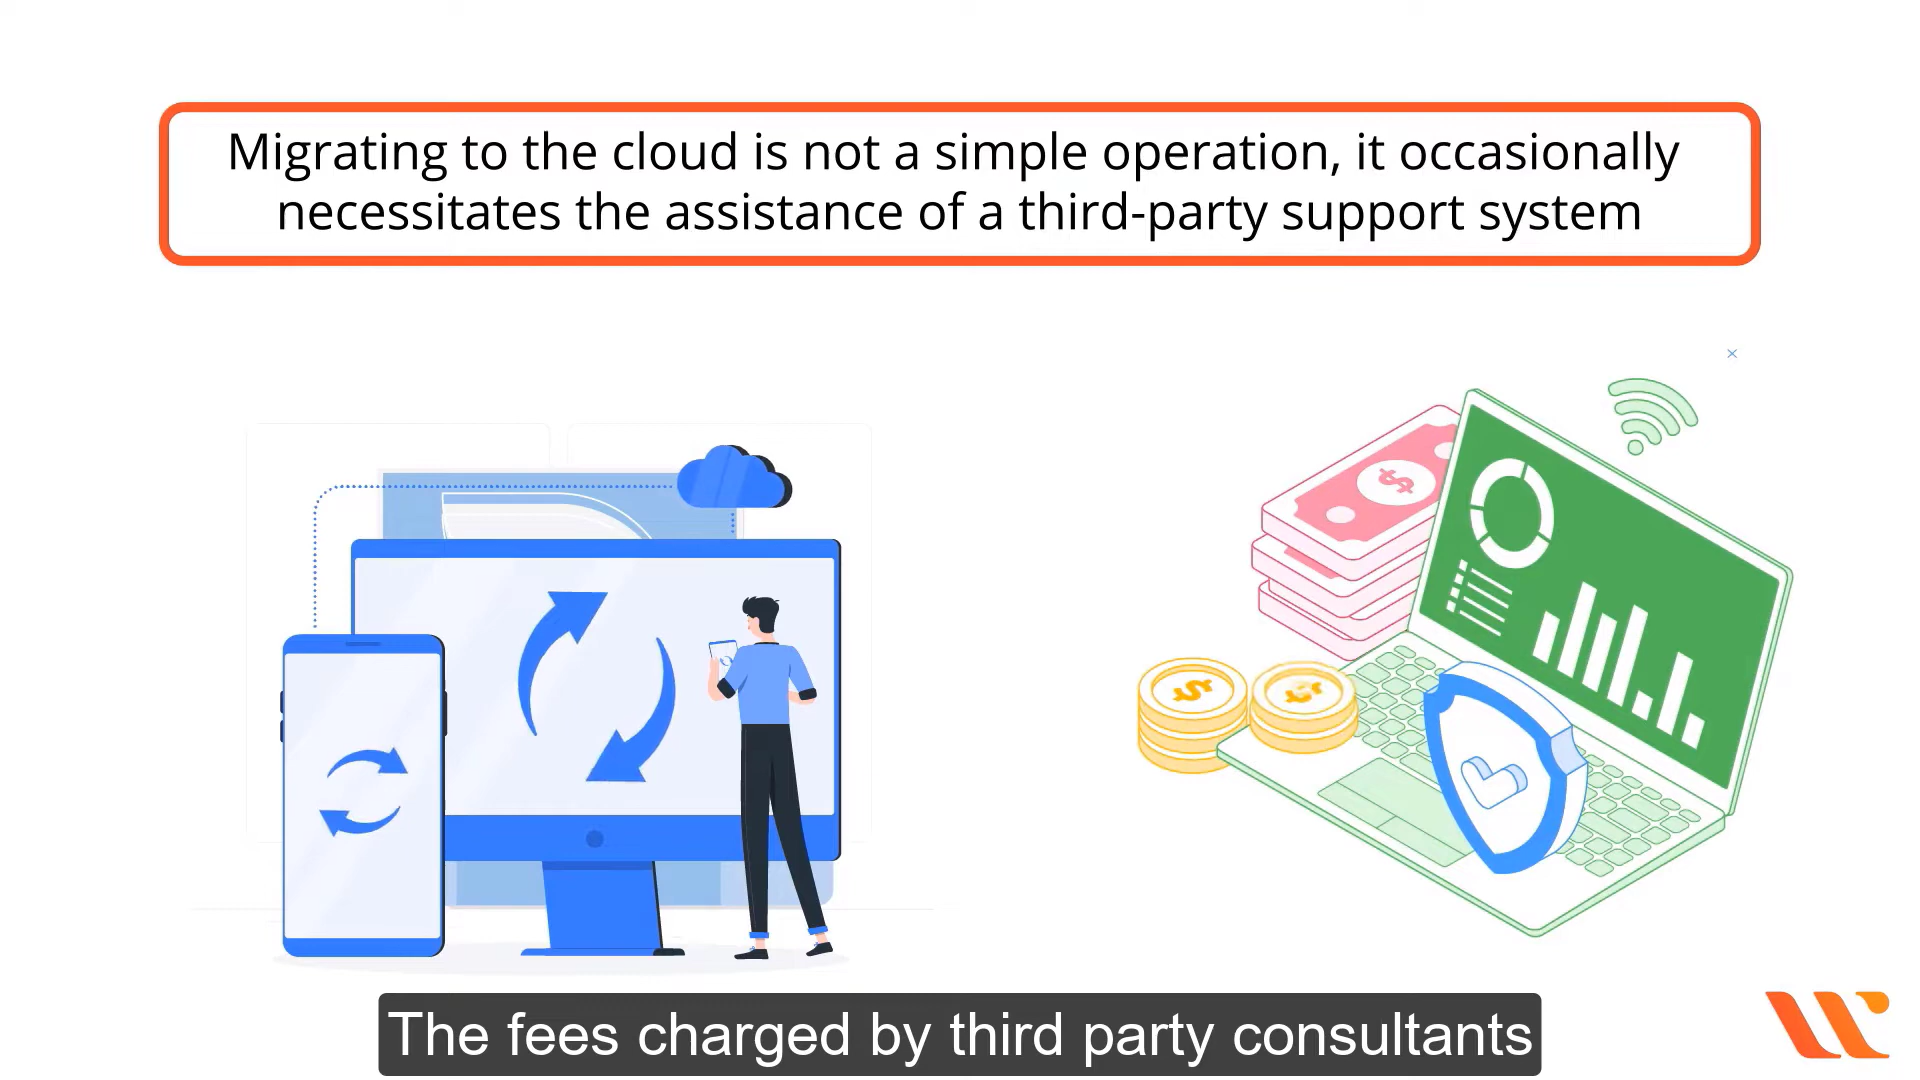 Migrating to the cloud is not a simple operation, it occasionally
necessitates the assistance of a third-party support system
The fees charged by third party consultants